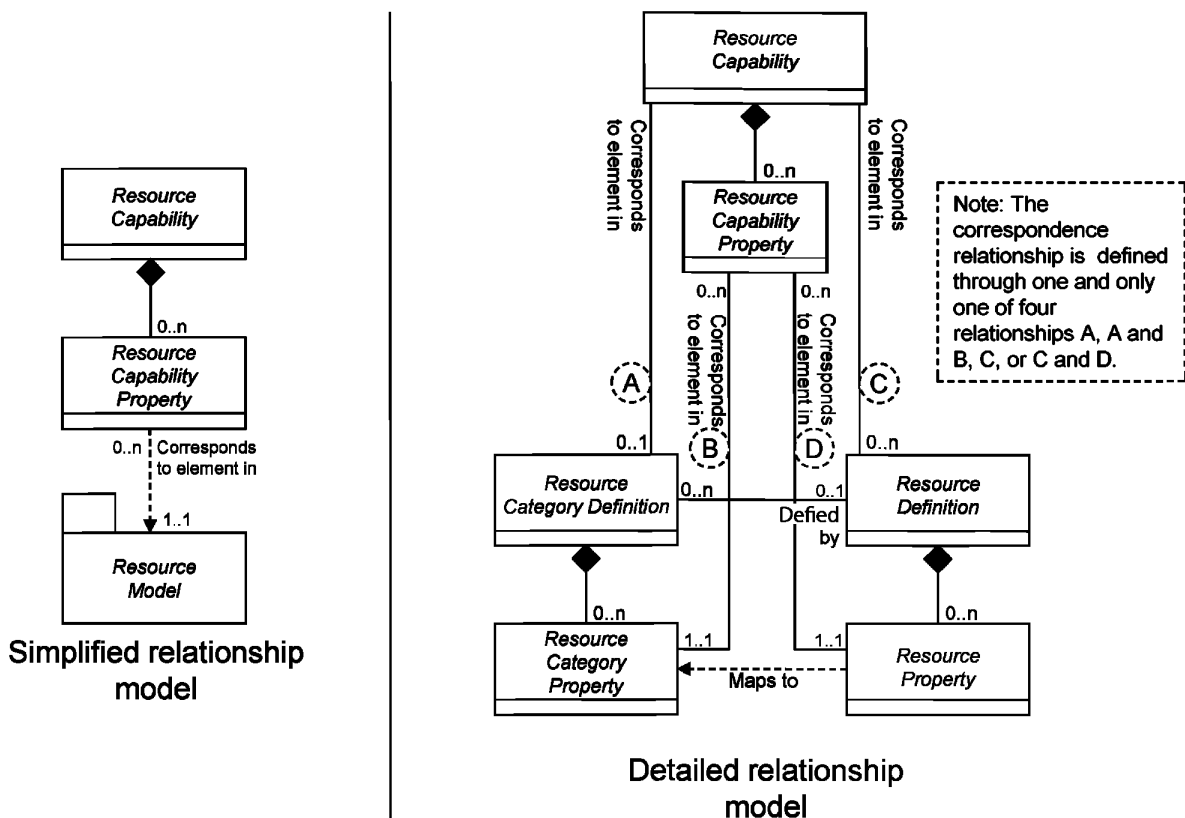 Resource
Capability
0..n
Resource
Capability
Property
0..n
Corresponds
to element in
1..1
Resource
Model
Simplified relationship
model
Resource
Capability
Corresponds
to element in
0..n
Corresponds
to element in
Resource
Capability
Property
0..n
0..n
Corresponds
to element in
Corresponds
to element in
A
B
D
C
0..1
0..n
Resource
Category Definition
0..n
0..1
Defied
by
Resource
Definition
0..n
0..n
Resource
Category
Property
1..1
1..1
Maps to
Resource
Property
Note: The
correspondence
relationship is defined
through one and only
one of four
relationships A, A and
B, C, or C and D.
Detailed relationship
model